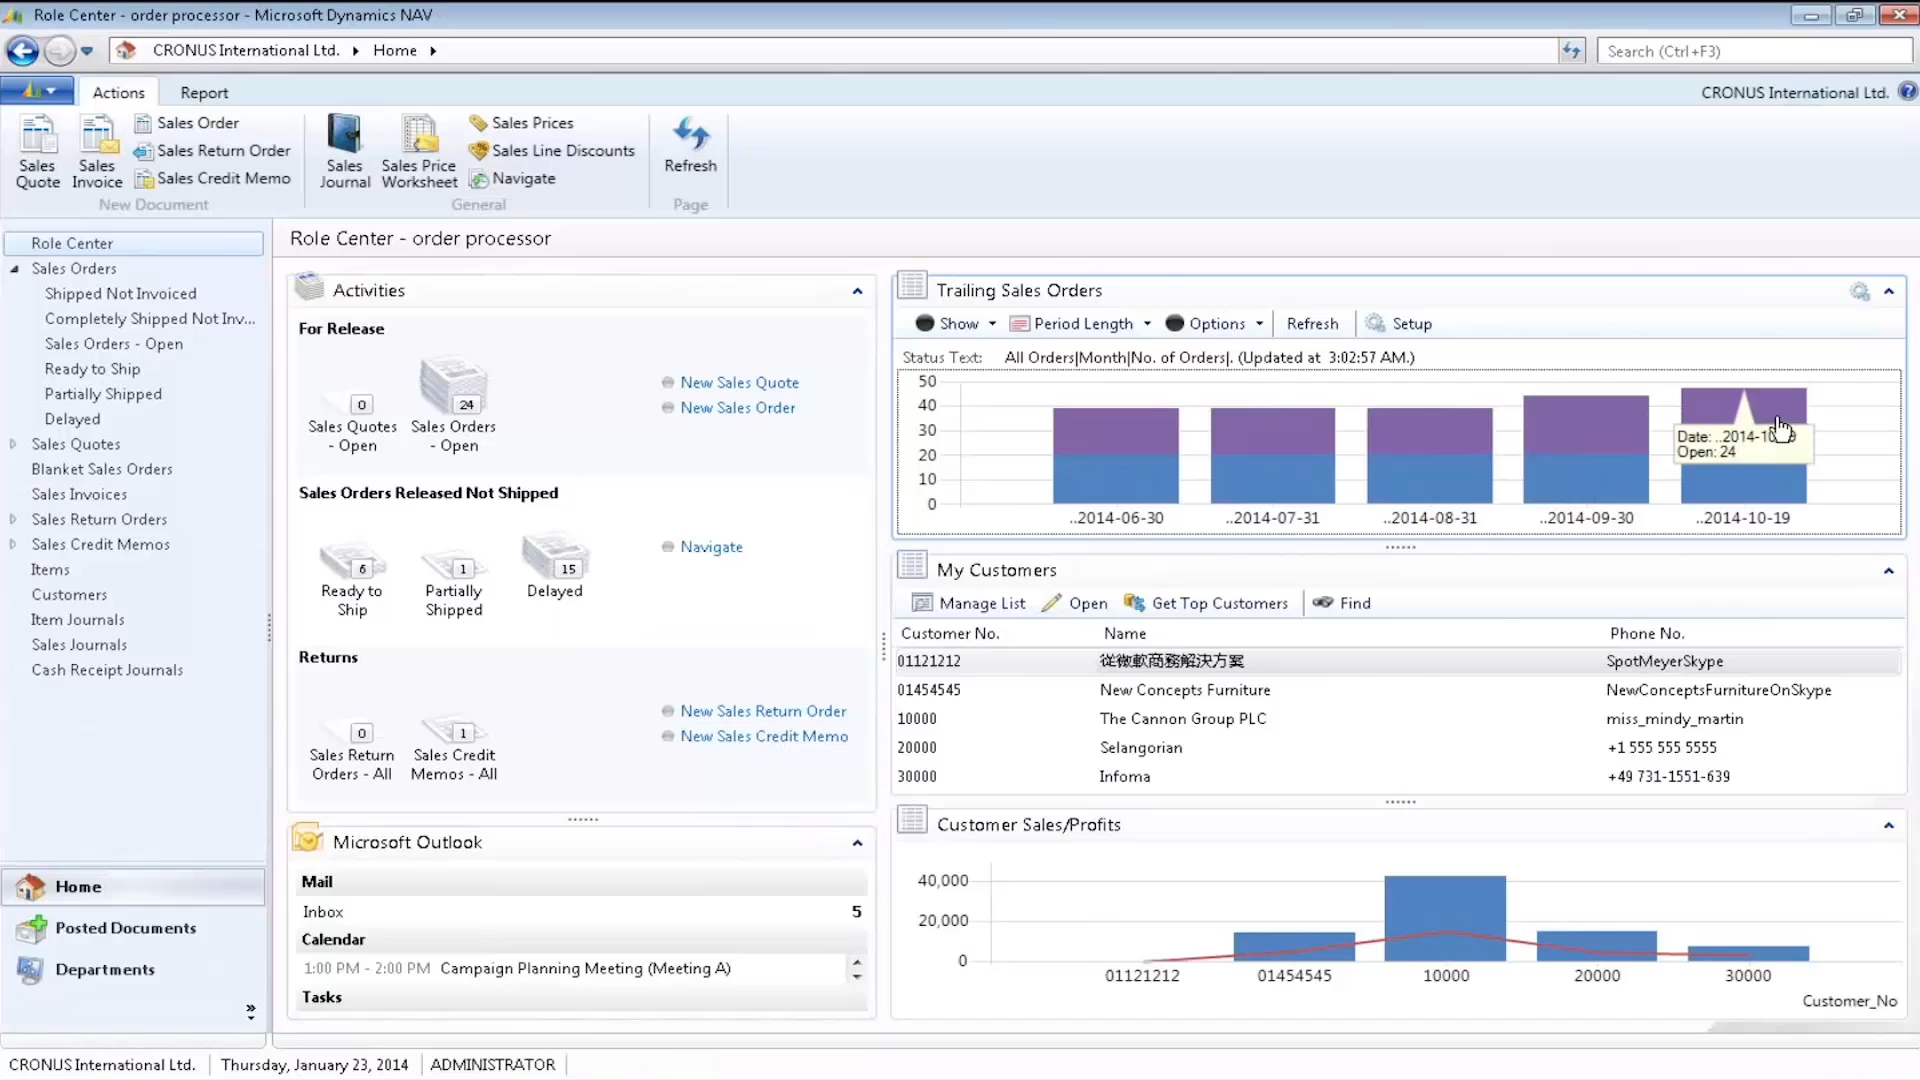 Role Center - order processor - Microsoft Dynamics NAV
CRONUS International Ltd. Home
Search (Ctrl+F3)
Actions Report
CRONUS International Ltd.
Sales Quote
Sales Invoice
Sales Order
Sales Return Order
Sales Credit Memo
New Document
Sales Journal
Sales Price Worksheet
Sales Prices
Sales Line Discounts
Navigate
General
Refresh
Page
Role Center
Sales Orders
Shipped Not Invoiced
Completely Shipped Not Inv...
Sales Orders - Open
Ready to Ship
Partially Shipped
Delayed
Sales Quotes
Blanket Sales Orders
Sales Invoices
Sales Return Orders
Sales Credit Memos
Items
Customers
Item Journals
Sales Journals
Cash Receipt Journals
Home
Posted Documents
Departments
Role Center - order processor
Activities
For Release
0
Sales Quotes
- Open
24
Sales Orders
- Open
New Sales Quote
New Sales Order
Sales Orders Released Not Shipped
6
Ready to
Ship
1
Partially
Shipped
15
Delayed
Navigate
Returns
0
Sales Return
Orders - All
1
Sales Credit
Memos - All
New Sales Return Order
New Sales Credit Memo
Microsoft Outlook
Mail
Inbox 5
Calendar
1:00 PM - 2:00 PM Campaign Planning Meeting (Meeting A)
Tasks
Trailing Sales Orders
Show Period Length Options Refresh Setup
Status Text: All Orders|Month|No. of Orders|. (Updated at 3:02:57 AM.)
50
40
30
20
10
0
Date: ..2014-10
Open: 24
..2014-06-30 ..2014-07-31 ..2014-08-31 ..2014-09-30 ..2014-10-19
My Customers
Manage List Open Get Top Customers Find
Customer No. Name Phone No.
01121212 從微軟商務解決方案 SpotMeyerSkype
01454545 New Concepts Furniture NewConceptsFurnitureOnSkype
10000 The Cannon Group PLC miss_mindy_martin
20000 Selangorian +1 555 555 5555
30000 Infoma +49 731-1551-639
Customer Sales/Profits
40,000
20,000
0
01121212 01454545 10000 20000 30000
Customer_No
CRONUS International Ltd. Thursday, January 23, 2014 ADMINISTRATOR